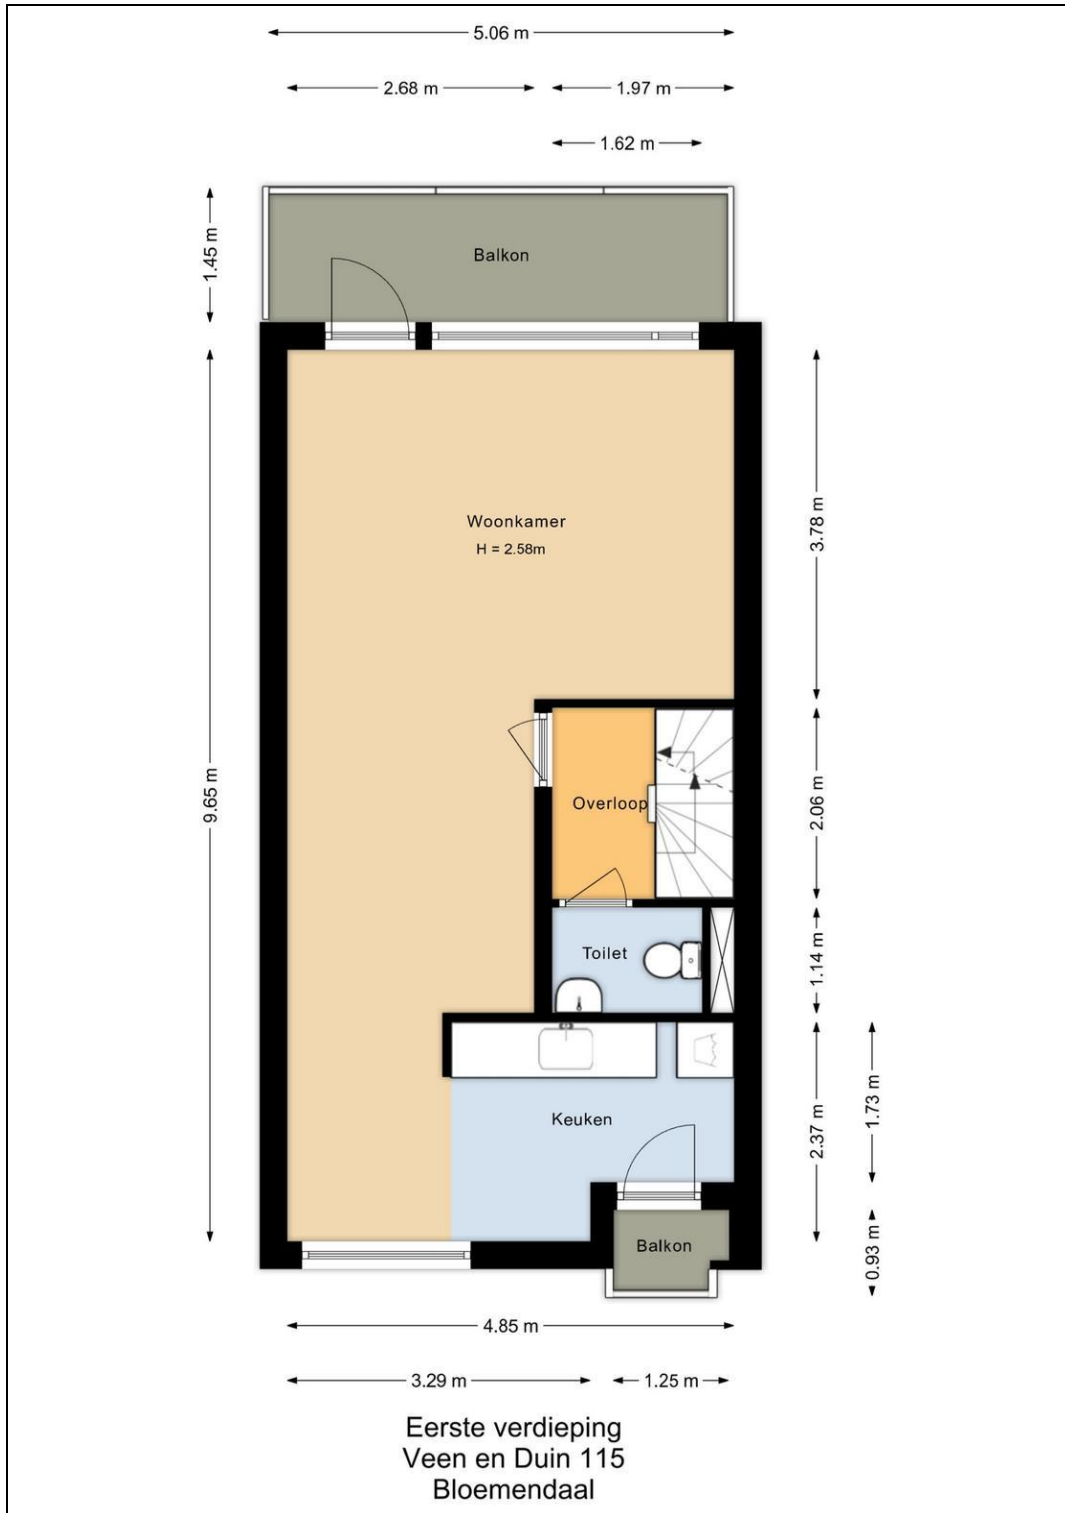 5.06 m
2.68 m
1.97 m
1.62 m
1.45 m
Balkon
Woonkamer
H = 2.58m
3.78 m
9.65 m
Overloop
2.06 m
Toilet
1.14 m
Keuken
2.37 m
1.73 m
Balkon
0.93 m
4.85 m
3.29 m
1.25 m
Eerste verdieping
Veen en Duin 115
Bloemendaal